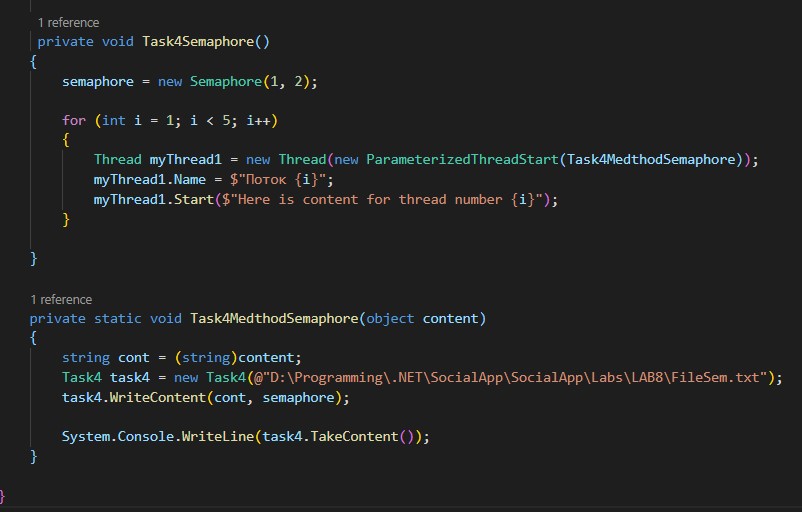 1 reference
private void Task4Semaphore()
{
semaphore = new Semaphore(1, 2);
for (int i = 1; i < 5; i++)
{
Thread myThread1 = new Thread(new ParameterizedThreadStart(Task4MedthodSemaphore));
myThread1.Name = $"Поток {i}";
myThread1.Start($"Here is content for thread number {i}");
}
}
1 reference
private static void Task4MedthodSemaphore(object content)
{
string cont = (string)content;
Task4 task4 = new Task4(@"D:\Programming\.NET\SocialApp\SocialApp\Labs\LAB8\FileSem.txt");
task4.WriteContent(cont, semaphore);
System.Console.WriteLine(task4.TakeContent());
}
}